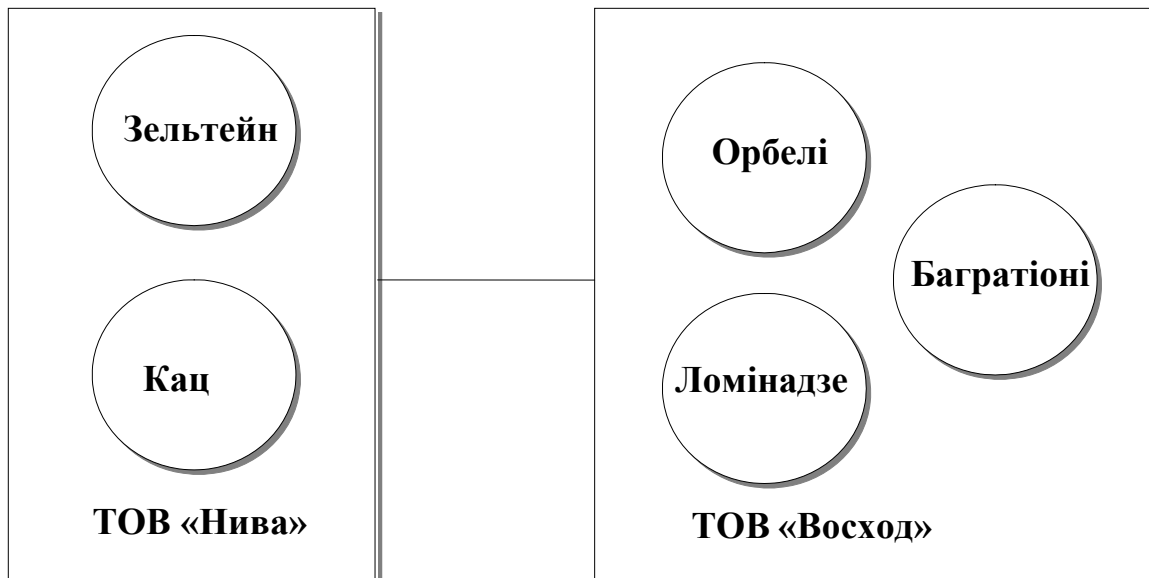 Зельтейн
Кац
ТОВ «Нива»
Орбелі
Багратіоні
Ломінадзе
ТОВ «Восход»